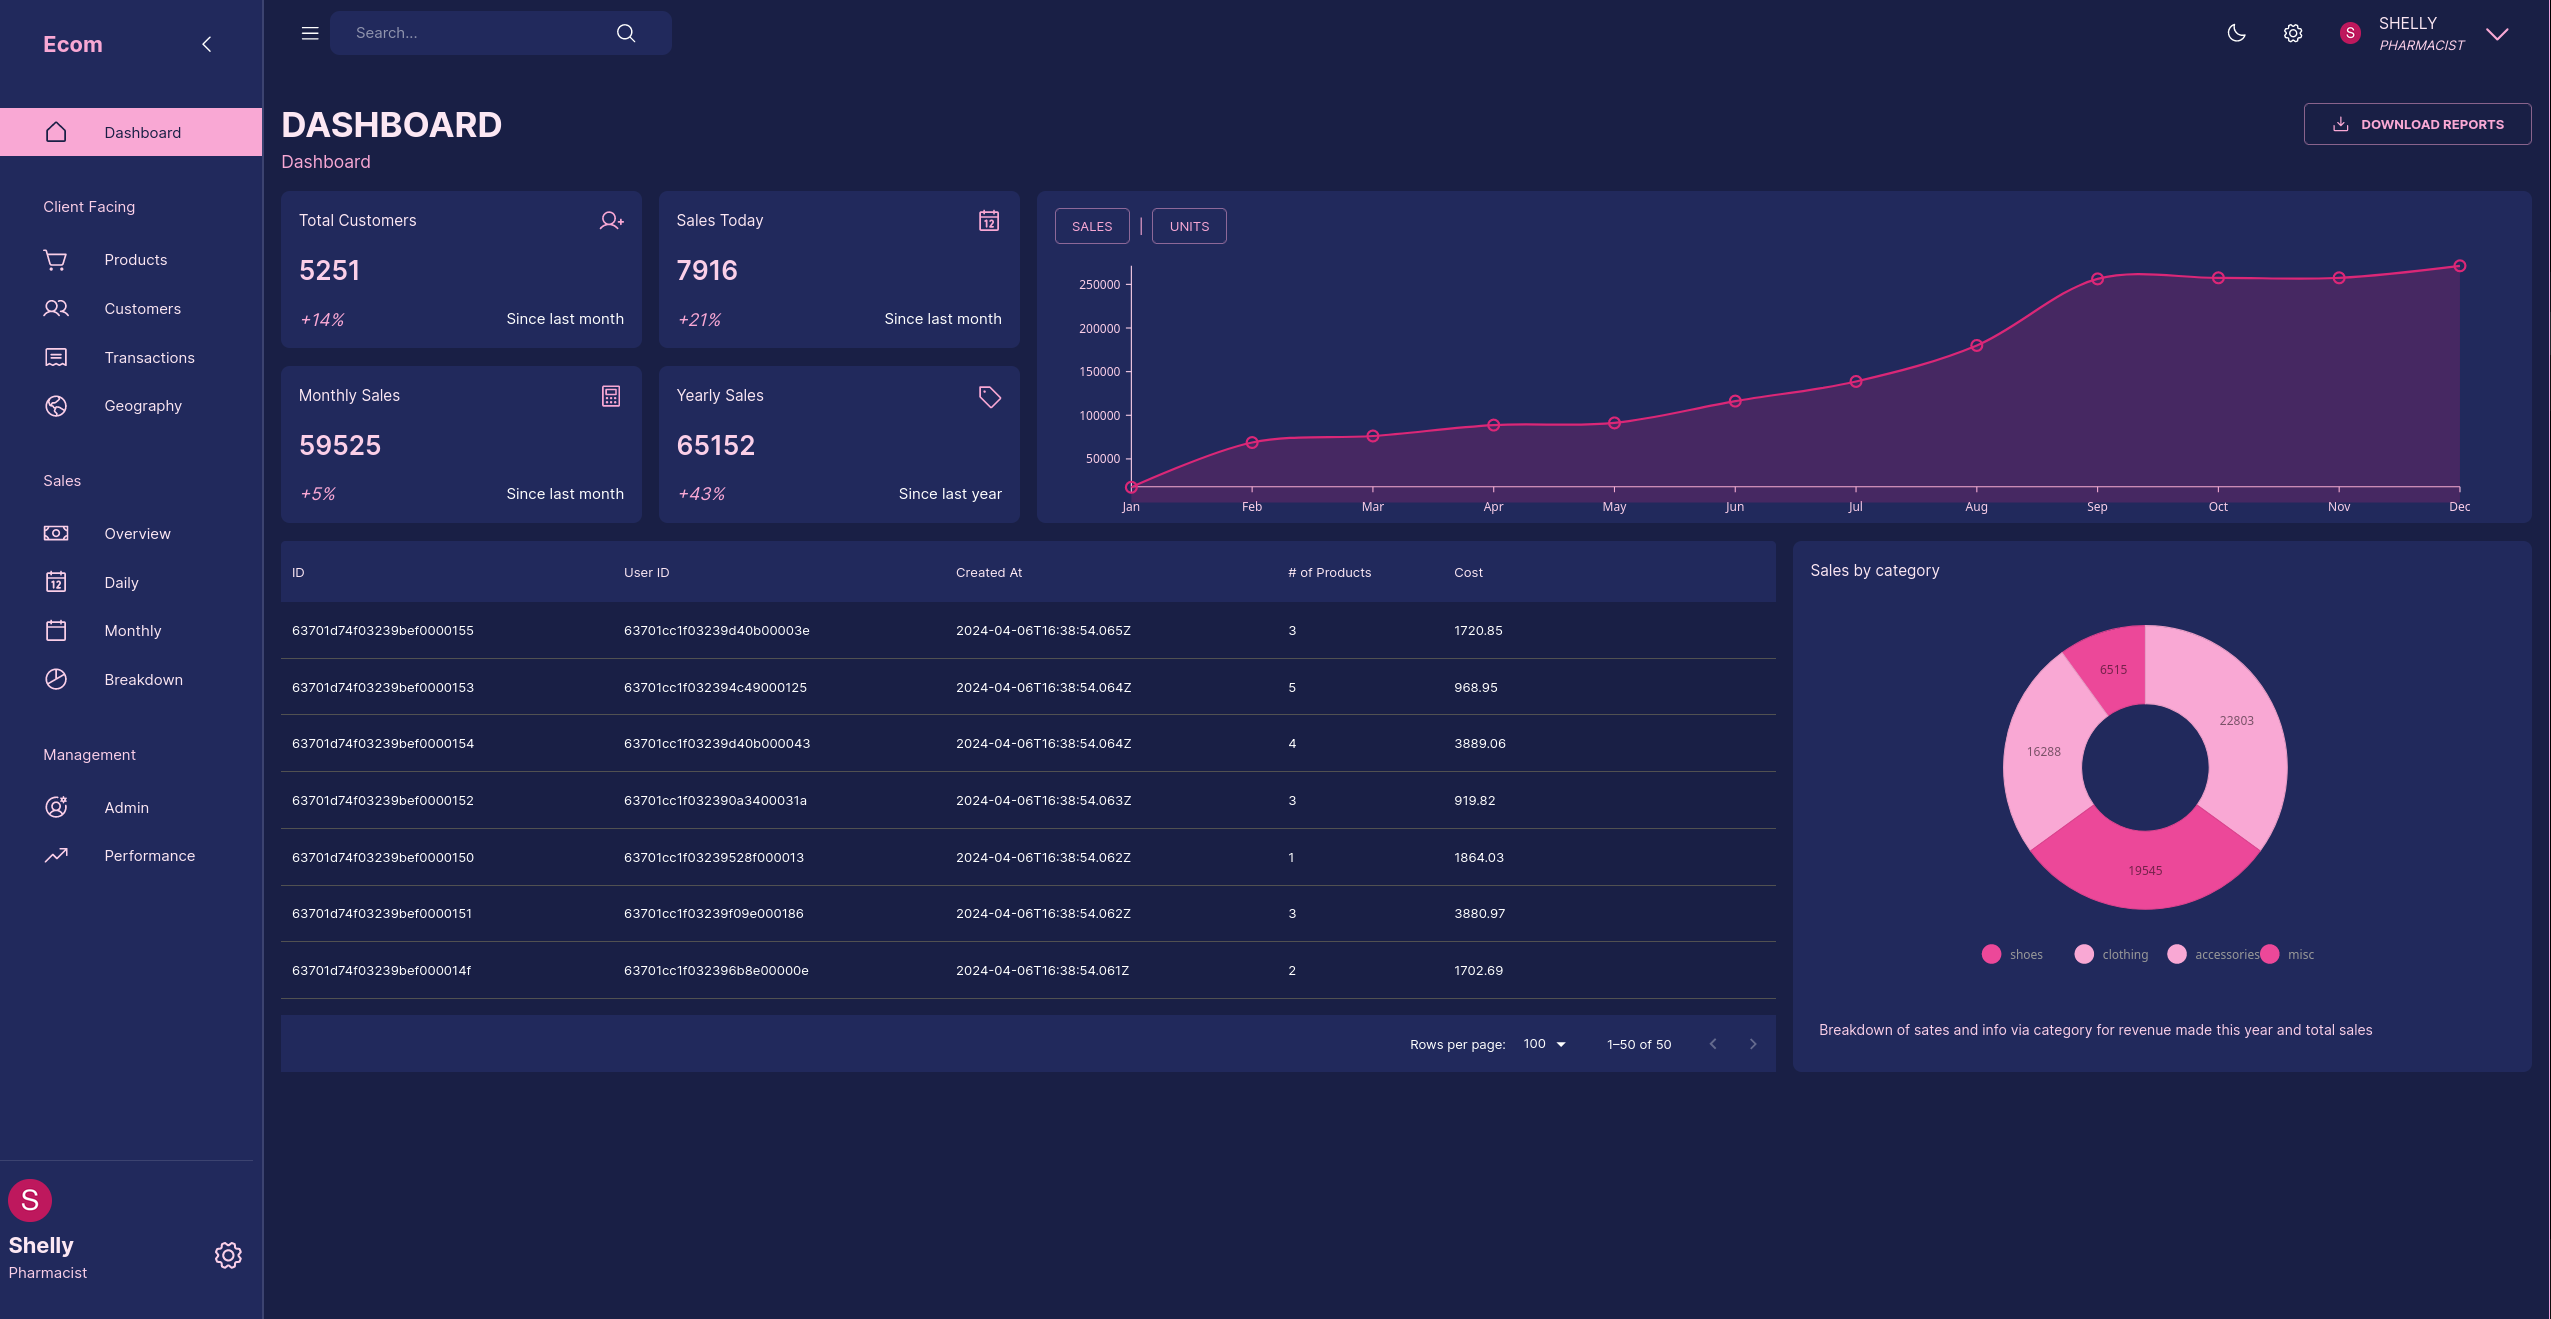 Ecom
Dashboard
Client Facing
Products
Customers
Transactions
Geography
Sales
Overview
12
Daily
Monthly
Breakdown
Management
Admin
Performance
S
Shelly
Pharmacist
Search...
S
SHELLY
PHARMACIST
DASHBOARD
Dashboard
DOWNLOAD REPORTS
Total Customers
5251
+14% Since last month
Sales Today
12
7916
+21% Since last month
Monthly Sales
59525
+5% Since last month
Yearly Sales
65152
+43% Since last year
SALES | UNITS
250000
200000
150000
100000
50000
Jan Feb Mar Apr May Jun Jul Aug Sep Oct Nov Dec
ID User ID Created At # of Products Cost
63701d74f03239bef0000155 63701cc1f03239d40b00003e 2024-04-06T16:38:54.065Z 3 1720.85
63701d74f03239bef0000153 63701cc1f032394c49000125 2024-04-06T16:38:54.064Z 5 968.95
63701d74f03239bef0000154 63701cc1f03239d40b000043 2024-04-06T16:38:54.064Z 4 3889.06
63701d74f03239bef0000152 63701cc1f032390a3400031a 2024-04-06T16:38:54.063Z 3 919.82
63701d74f03239bef0000150 63701cc1f03239528f000013 2024-04-06T16:38:54.062Z 1 1864.03
63701d74f03239bef0000151 63701cc1f03239f09e000186 2024-04-06T16:38:54.062Z 3 3880.97
63701d74f03239bef000014f 63701cc1f032396b8e00000e 2024-04-06T16:38:54.061Z 2 1702.69
Rows per page: 100 1–50 of 50
Sales by category
6515
22803
16288
19545
shoes clothing accessories misc
Breakdown of sates and info via category for revenue made this year and total sales